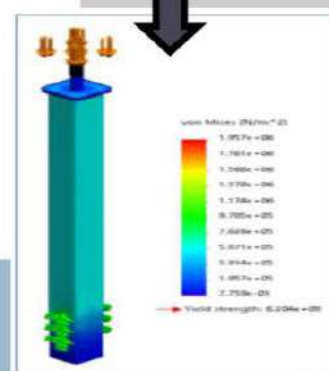 von Mises (N/m^2)
1.957e+06
1.761e+06
1.566e+06
1.370e+06
1.174e+06
9.785e+05
7.828e+05
5.871e+05
3.914e+05
1.957e+05
Yield strength: 6.204e+08